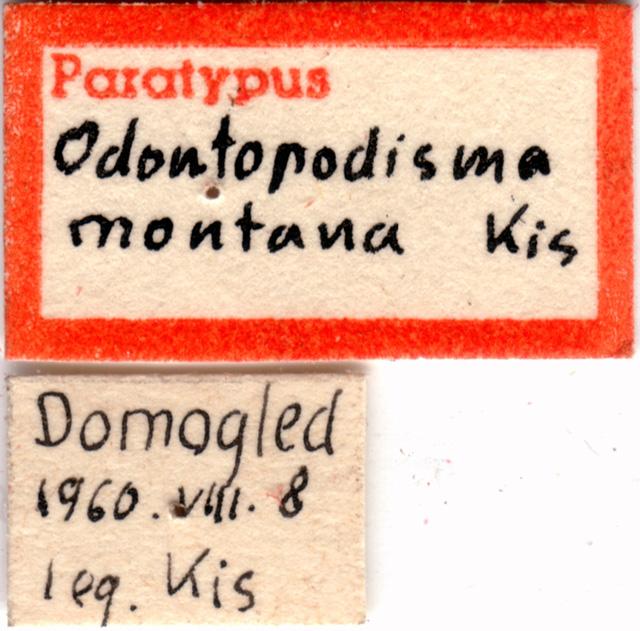 Paratypus
Odontopodisma
montana Kis
Domogled
1960.VIII.8
leg. Kis